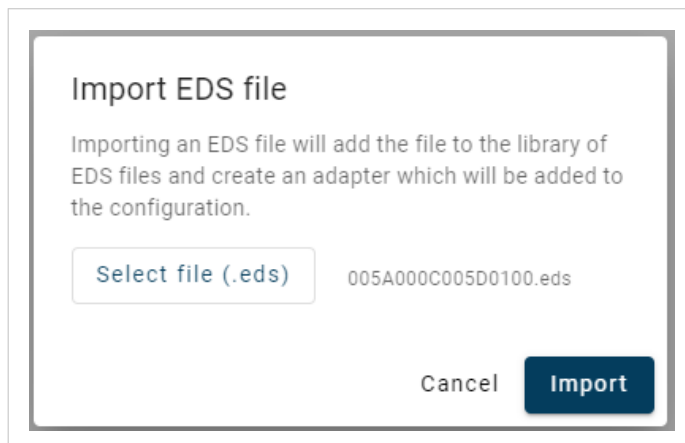 Import EDS file
Importing an EDS file will add the file to the library of
EDS files and create an adapter which will be added to
the configuration.
Select file (.eds) 005A000C005D0100.eds
Cancel Import